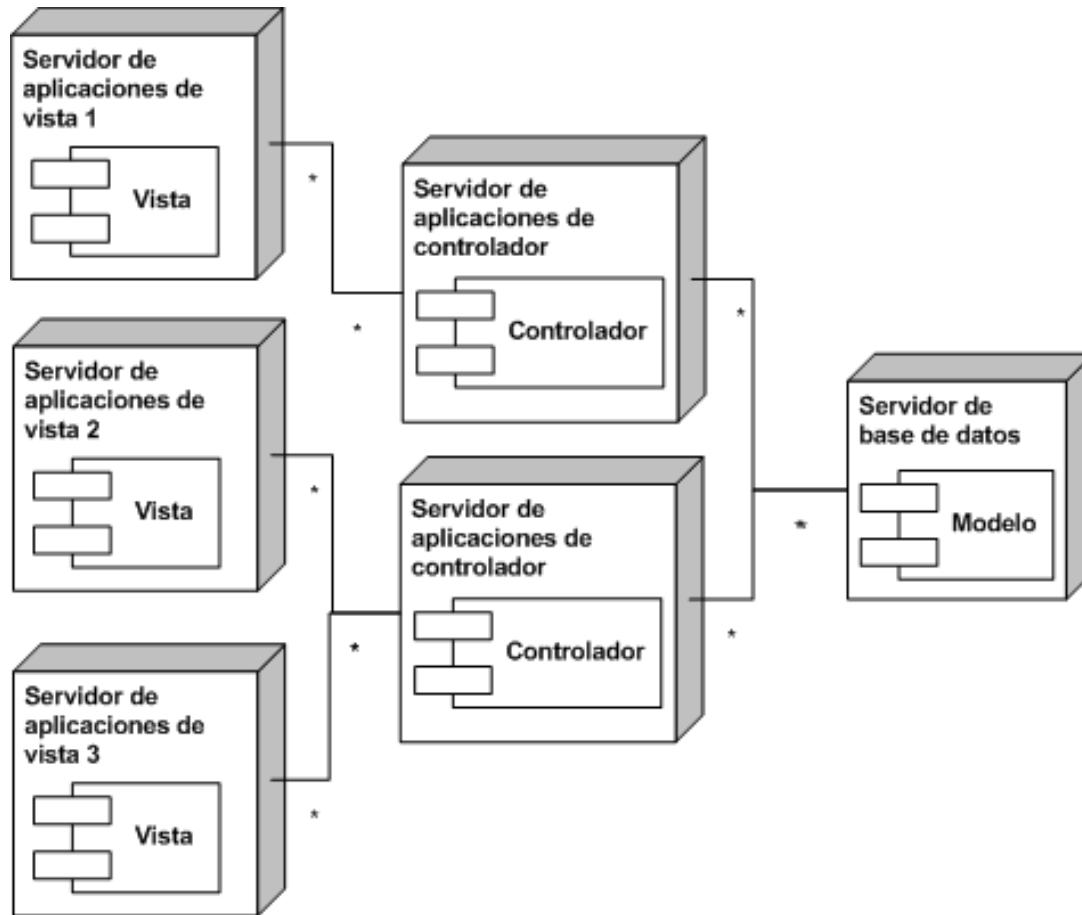 Servidor de
aplicaciones de
vista 1
Vista
*
*
Servidor de
aplicaciones de
controlador
Controlador
*
Servidor de
aplicaciones de
vista 2
Vista
*
*
Servidor de
aplicaciones de
controlador
Controlador
*
Servidor de
base de datos
Modelo
*
Servidor de
aplicaciones de
vista 3
Vista
*